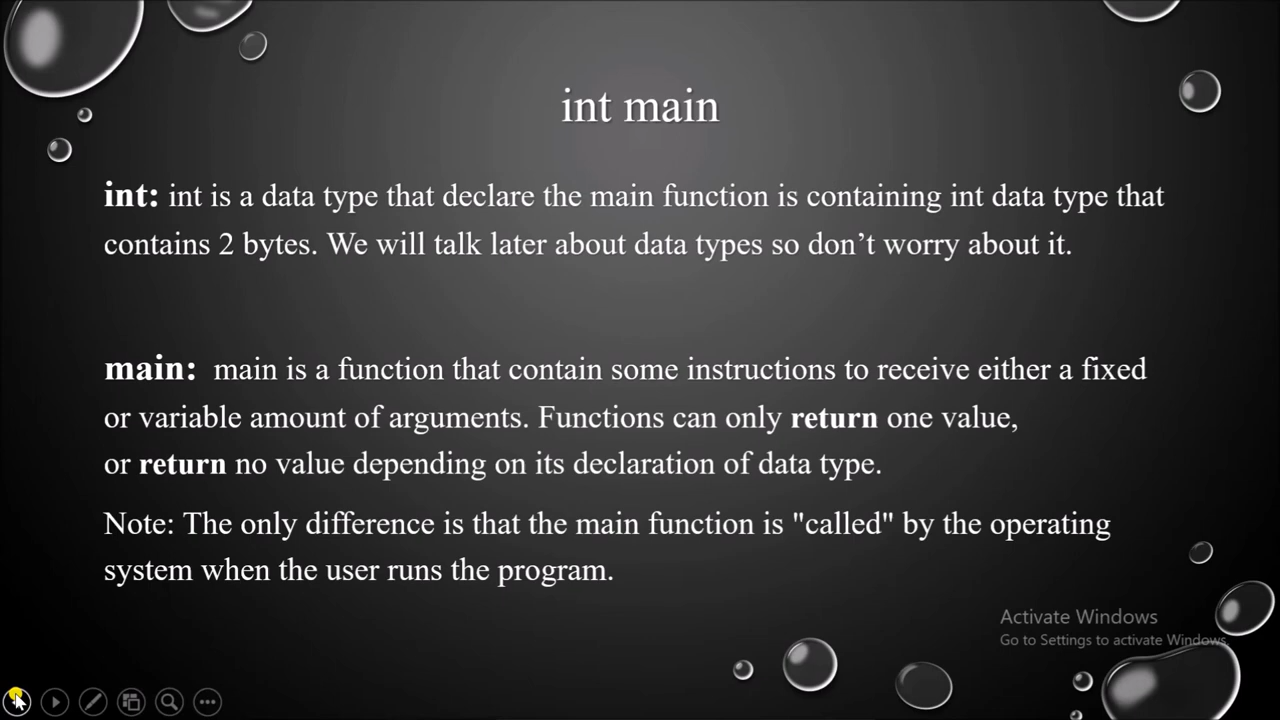 int main
int: int is a data type that declare the main function is containing int data type that
contains 2 bytes. We will talk later about data types so don’t worry about it.
main: main is a function that contain some instructions to receive either a fixed
or variable amount of arguments. Functions can only return one value,
or return no value depending on its declaration of data type.
Note: The only difference is that the main function is "called" by the operating
system when the user runs the program.
Activate Windows
Go to Settings to activate Windows.